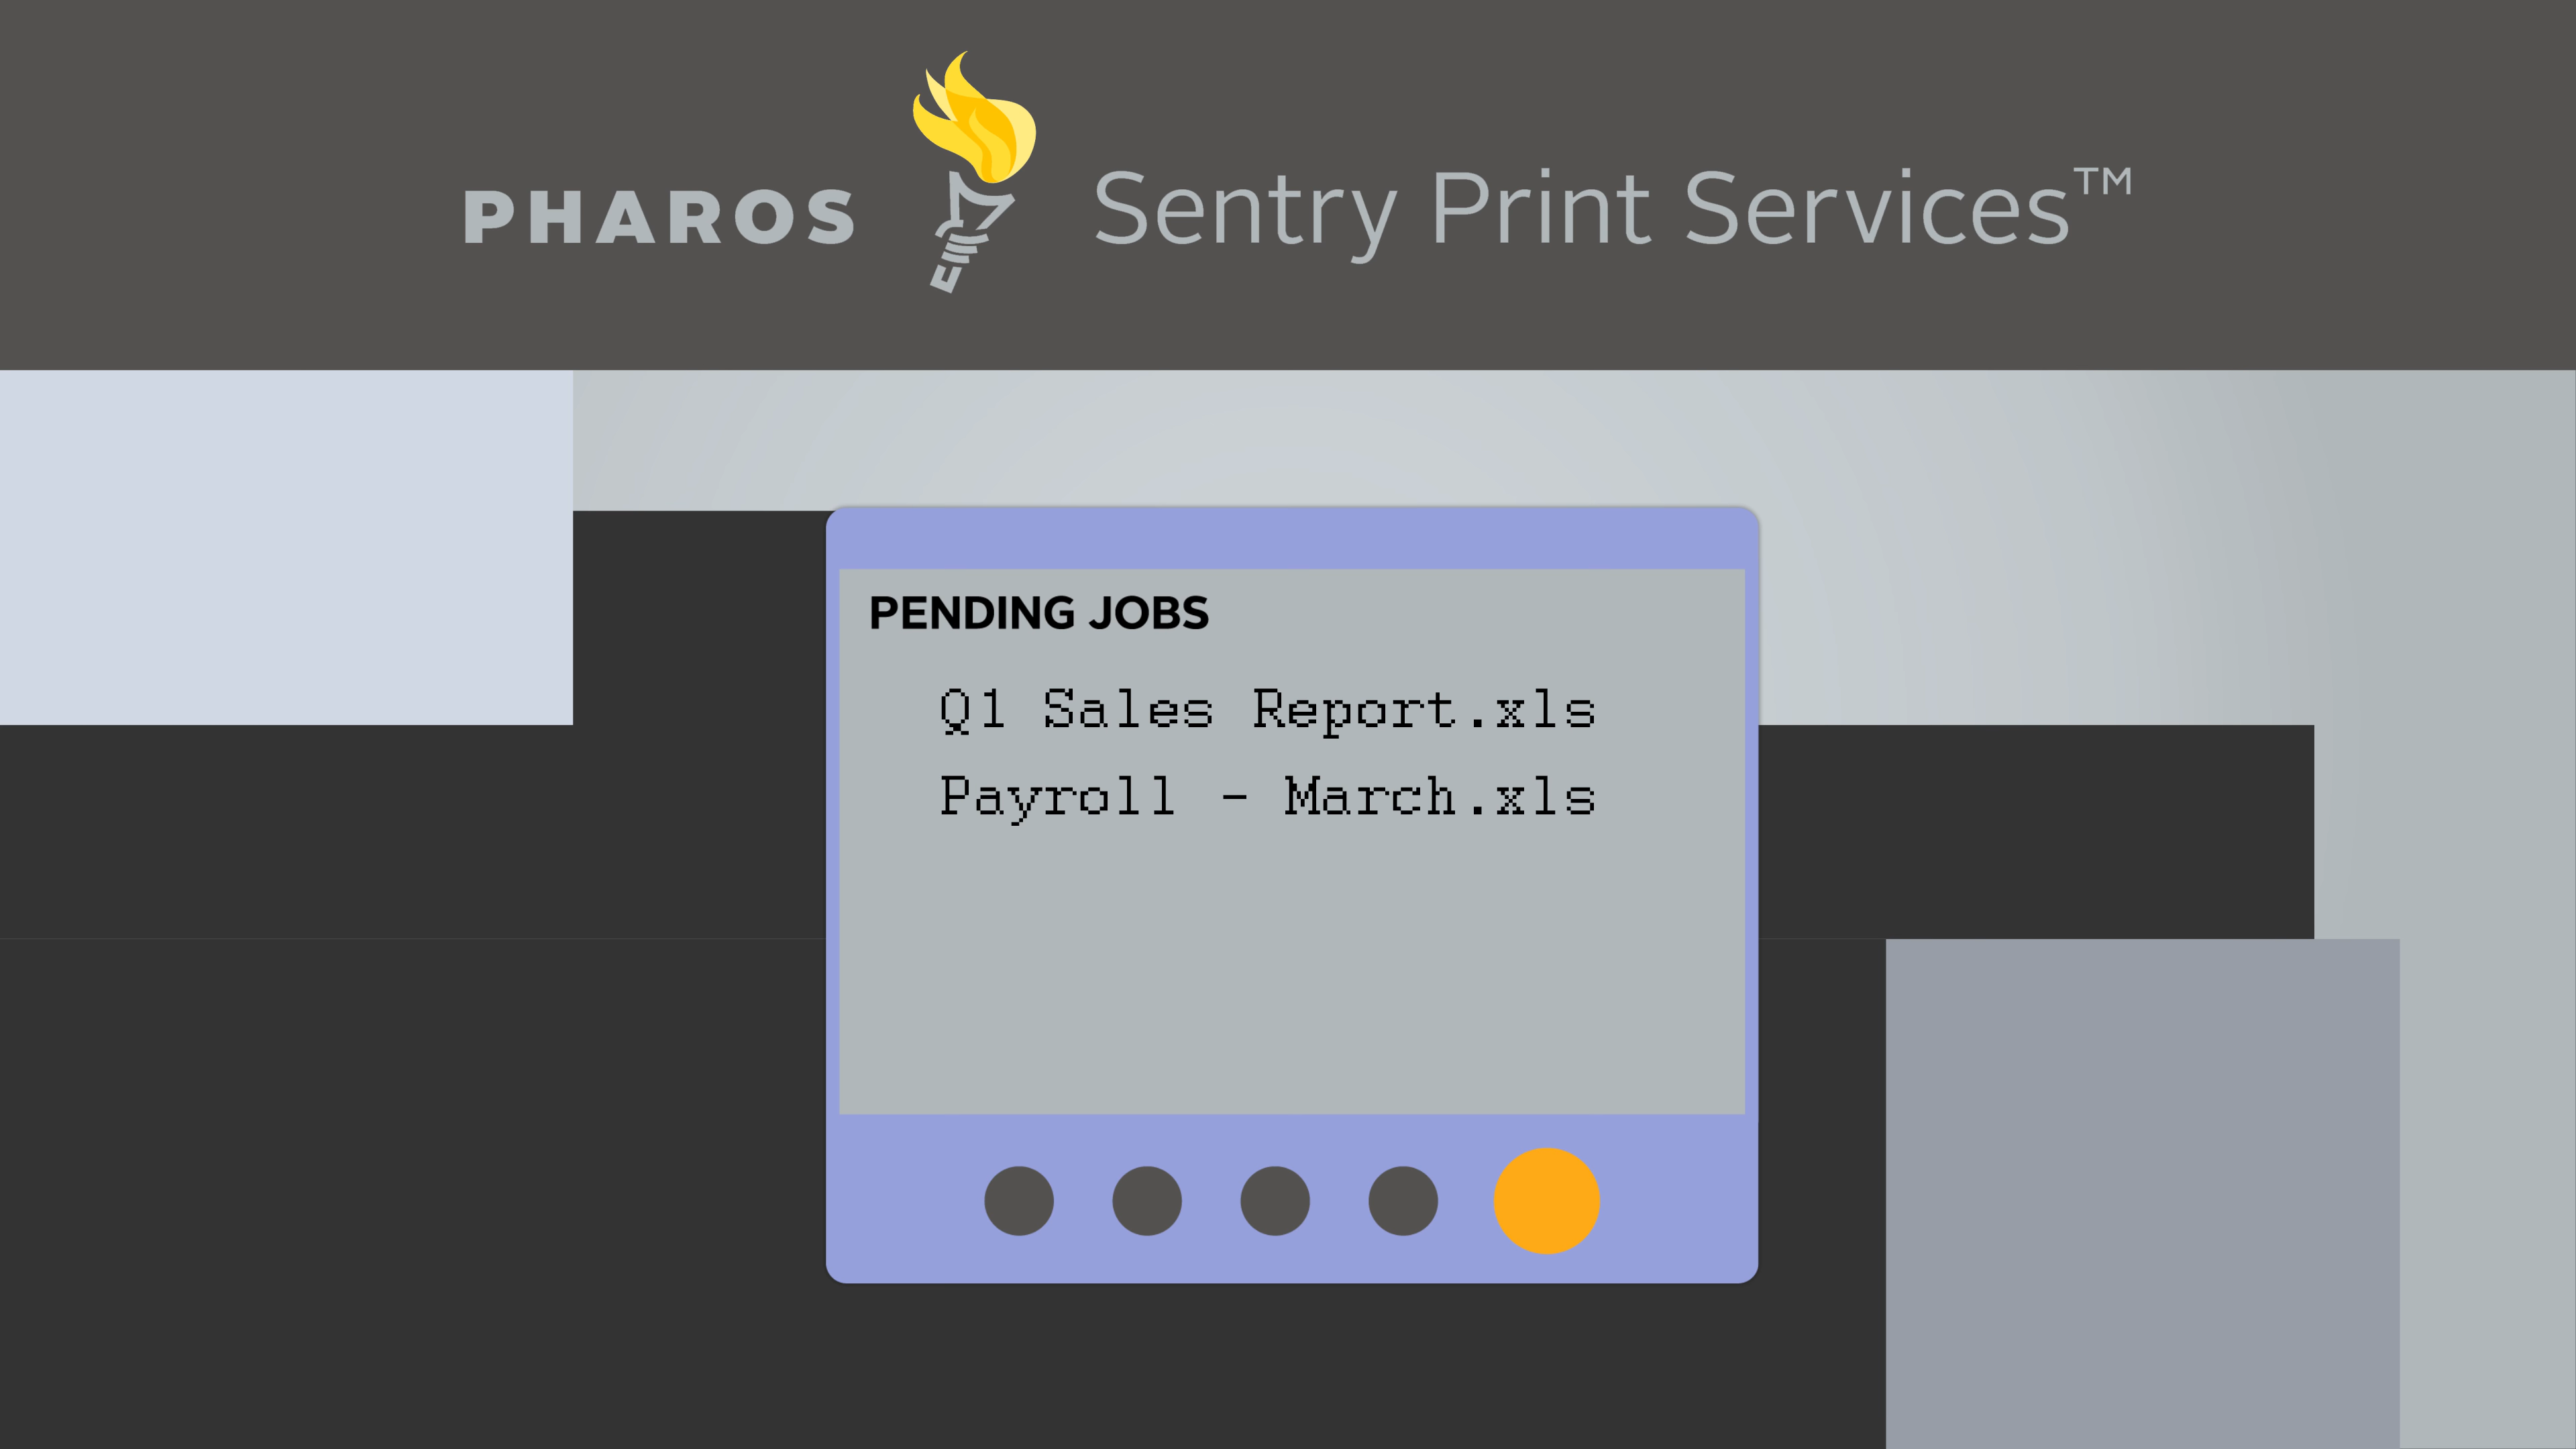 PHAROS Sentry Print Services™
PENDING JOBS
Q1 Sales Report.xls
Payroll - March.xls